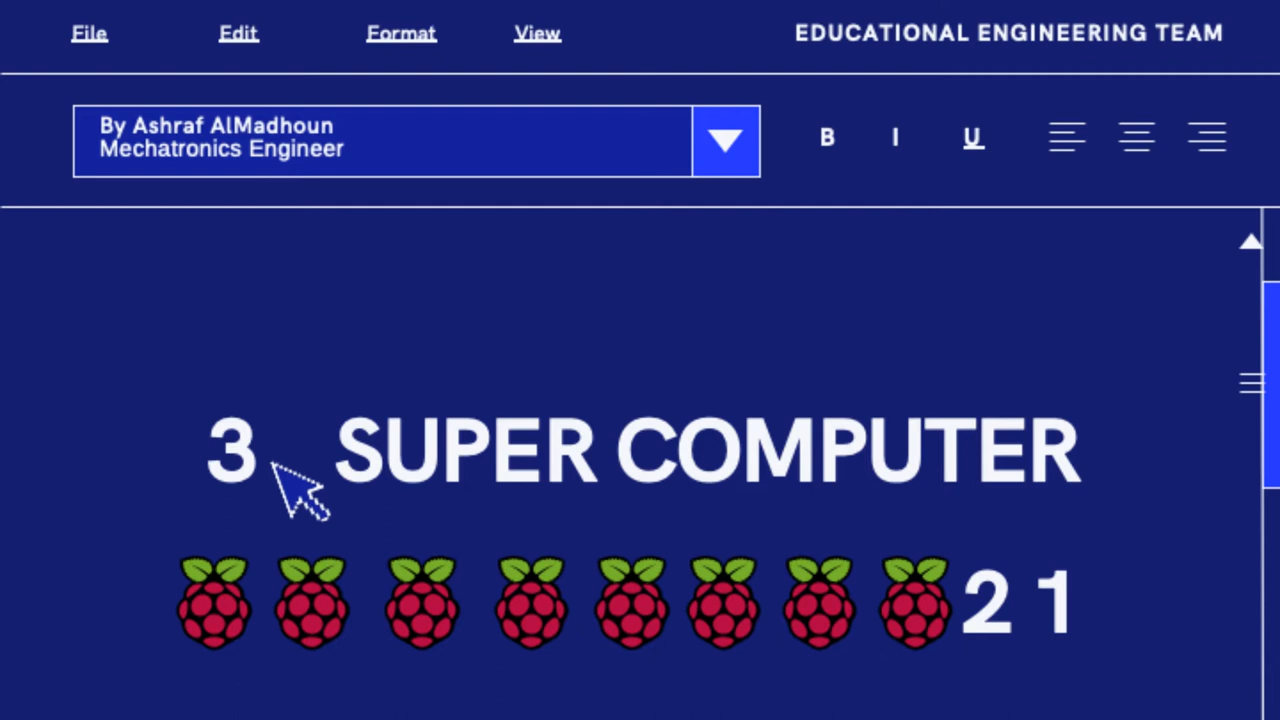 File Edit Format View EDUCATIONAL ENGINEERING TEAM
By Ashraf AlMadhoun
Mechatronics Engineer
B I U
3 SUPER COMPUTER
2 1